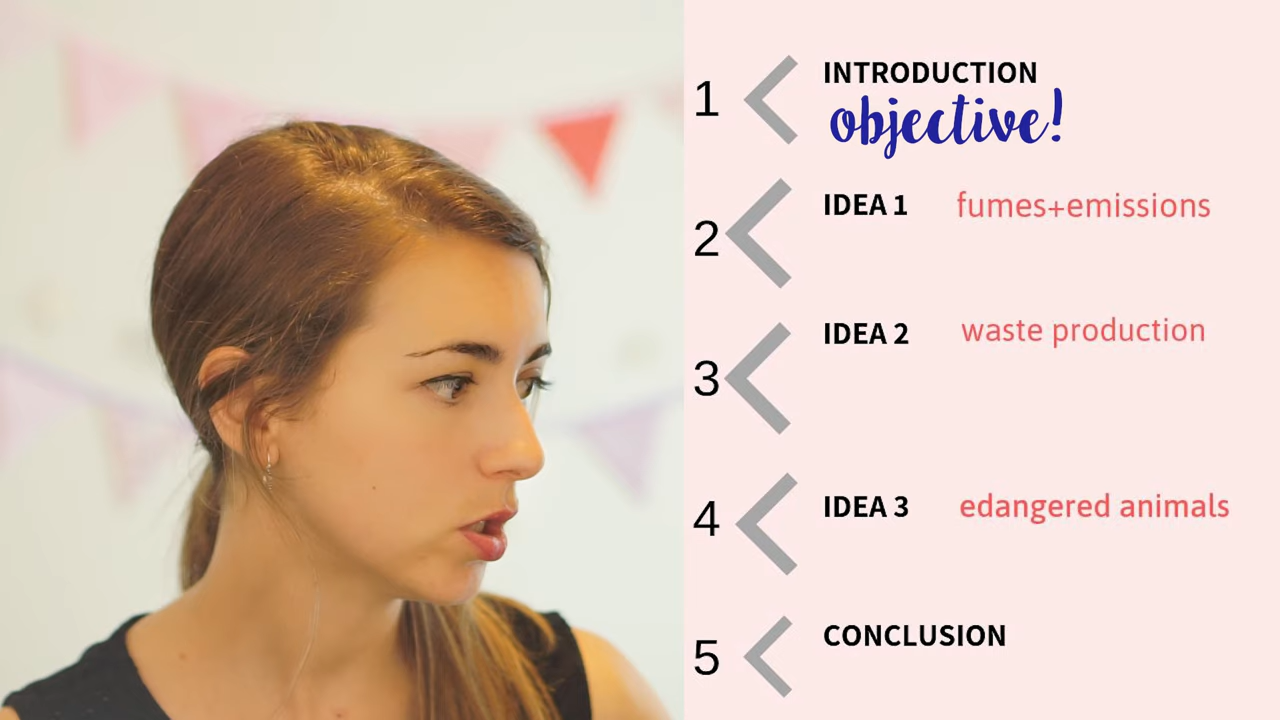 1 INTRODUCTION
objective!
2 IDEA 1 fumes+emissions
3 IDEA 2 waste production
4 IDEA 3 edangered animals
5 CONCLUSION